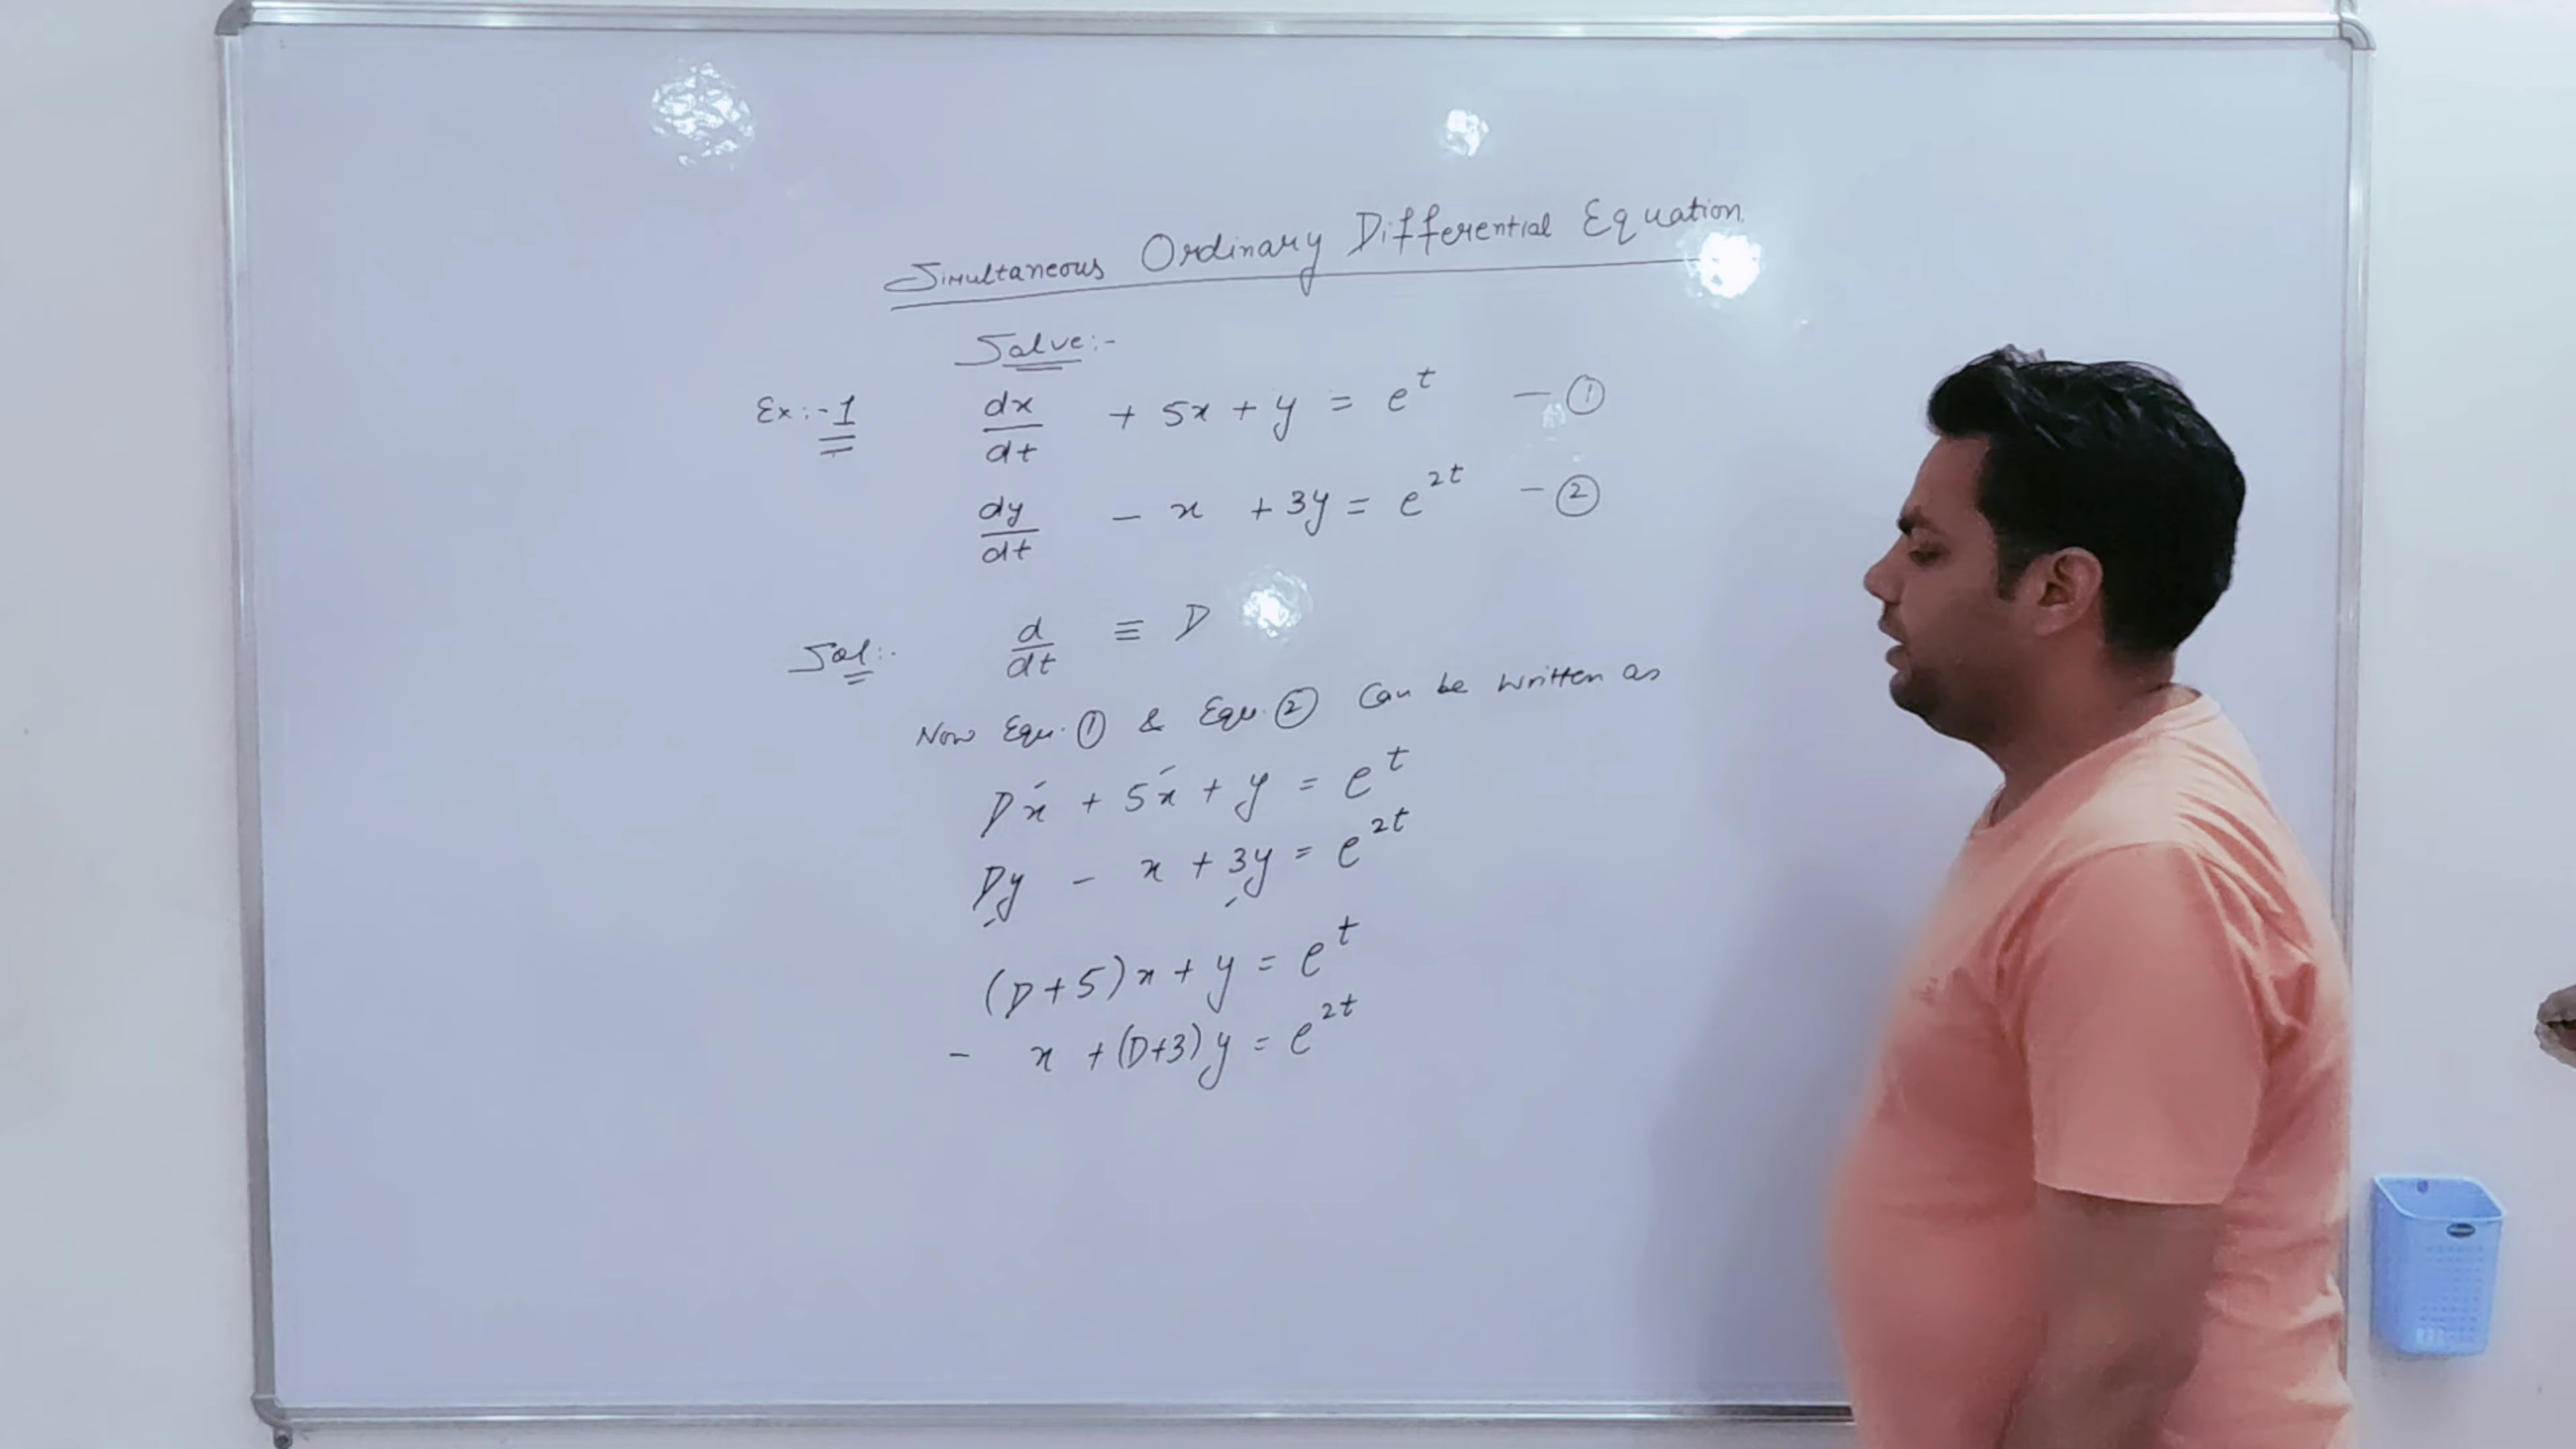 Simultaneous Ordinary Differential Equation.
Solve:-
Ex:-1 dx/dt + 5x + y = e^t — ①
dy/dt - x + 3y = e^2t - ②
Sol:- d/dt ≡ D
Now Equ. ① & Equ. ② Can be written as
Dx + 5x + y = e^t
Dy - x + 3y = e^2t
(D+5)x + y = e^t
- x + (D+3)y = e^2t